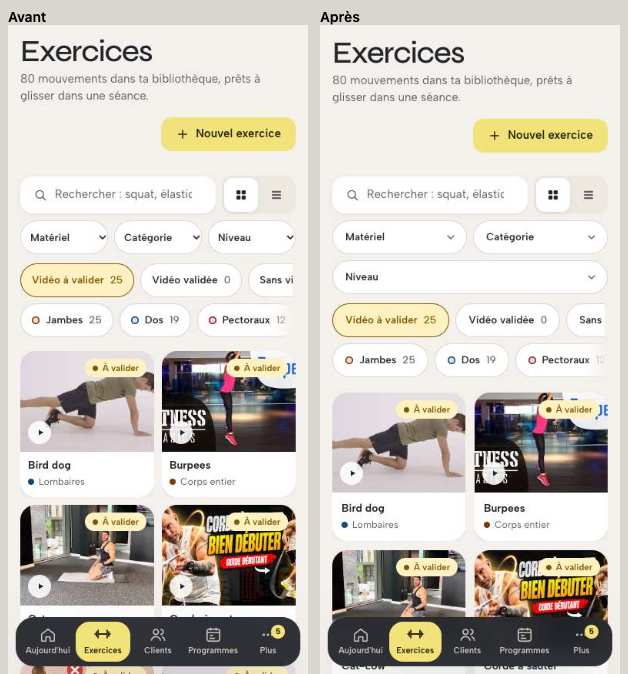 Avant
Exercices
80 mouvements dans ta bibliothèque, prêts à
glisser dans une séance.
+ Nouvel exercice
Rechercher : squat, élastic
Matériel
Catégorie
Niveau
Vidéo à valider 25
Vidéo validée 0
Sans vi
Jambes 25
Dos 19
Pectoraux 12
À valider
À valider
TNESS
Bird dog
Lombaires
Burpees
Corps entier
À valider
À valider
BIEN DÉBUTER
GUIDE DÉBUTANT
Aujourd'hui
Exercices
Clients
Programmes
Plus
5
Après
Exercices
80 mouvements dans ta bibliothèque, prêts à
glisser dans une séance.
+ Nouvel exercice
Rechercher : squat, élastic
Matériel
Catégorie
Niveau
Vidéo à valider 25
Vidéo validée 0
Sans
Jambes 25
Dos 19
Pectoraux
À valider
À valider
TNESS
Bird dog
Lombaires
Burpees
Corps entier
À valider
À valider
BIEN DÉBUTER
GUIDE DÉBUTANT
Aujourd'hui
Exercices
Clients
Programmes
Plus
5